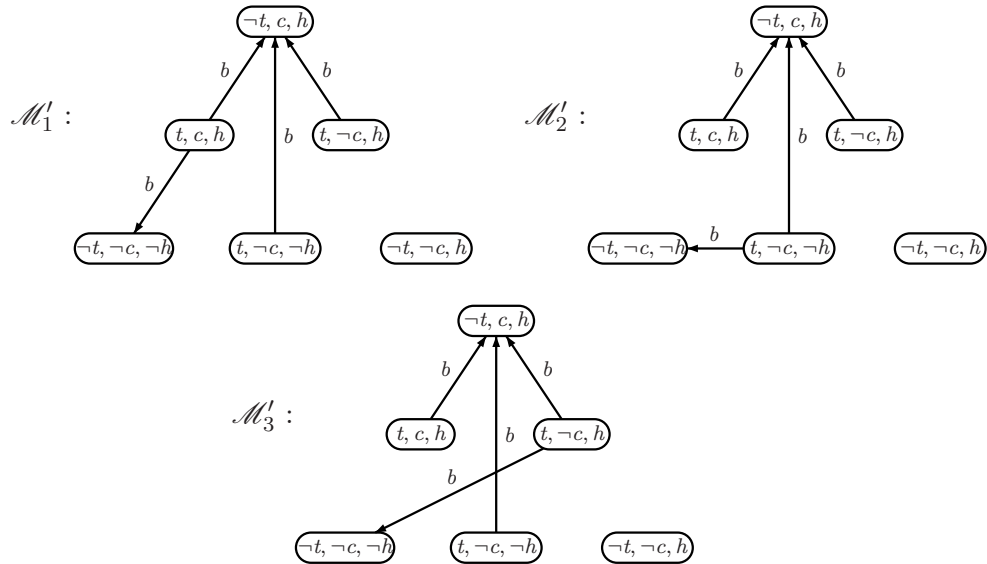 ¬t, c, h ¬t, c, h
b b b b
ℳ′₁ : t, c, h t, ¬c, h ℳ′₂ : t, c, h t, ¬c, h
b b
b b
¬t, ¬c, ¬h t, ¬c, ¬h ¬t, ¬c, h ¬t, ¬c, ¬h t, ¬c, ¬h ¬t, ¬c, h
¬t, c, h
b b
ℳ′₃ : t, c, h t, ¬c, h
b
b
¬t, ¬c, ¬h t, ¬c, ¬h ¬t, ¬c, h